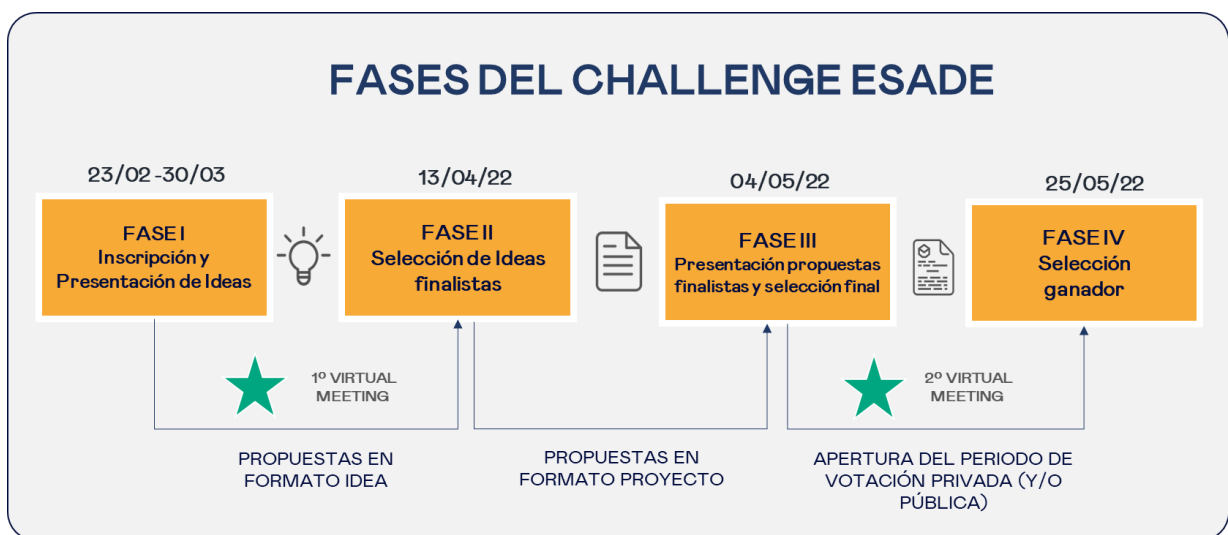 FASES DEL CHALLENGE ESADE
23/02 -30/03
FASE I
Inscripción y
Presentación de Ideas
13/04/22
FASE II
Selección de Ideas
finalistas
04/05/22
FASE III
Presentación propuestas
finalistas y selección final
25/05/22
FASE IV
Selección
ganador
1º VIRTUAL
MEETING
2º VIRTUAL
MEETING
PROPUESTAS EN
FORMATO IDEA
PROPUESTAS EN
FORMATO PROYECTO
APERTURA DEL PERIODO DE
VOTACIÓN PRIVADA (Y/O
PÚBLICA)